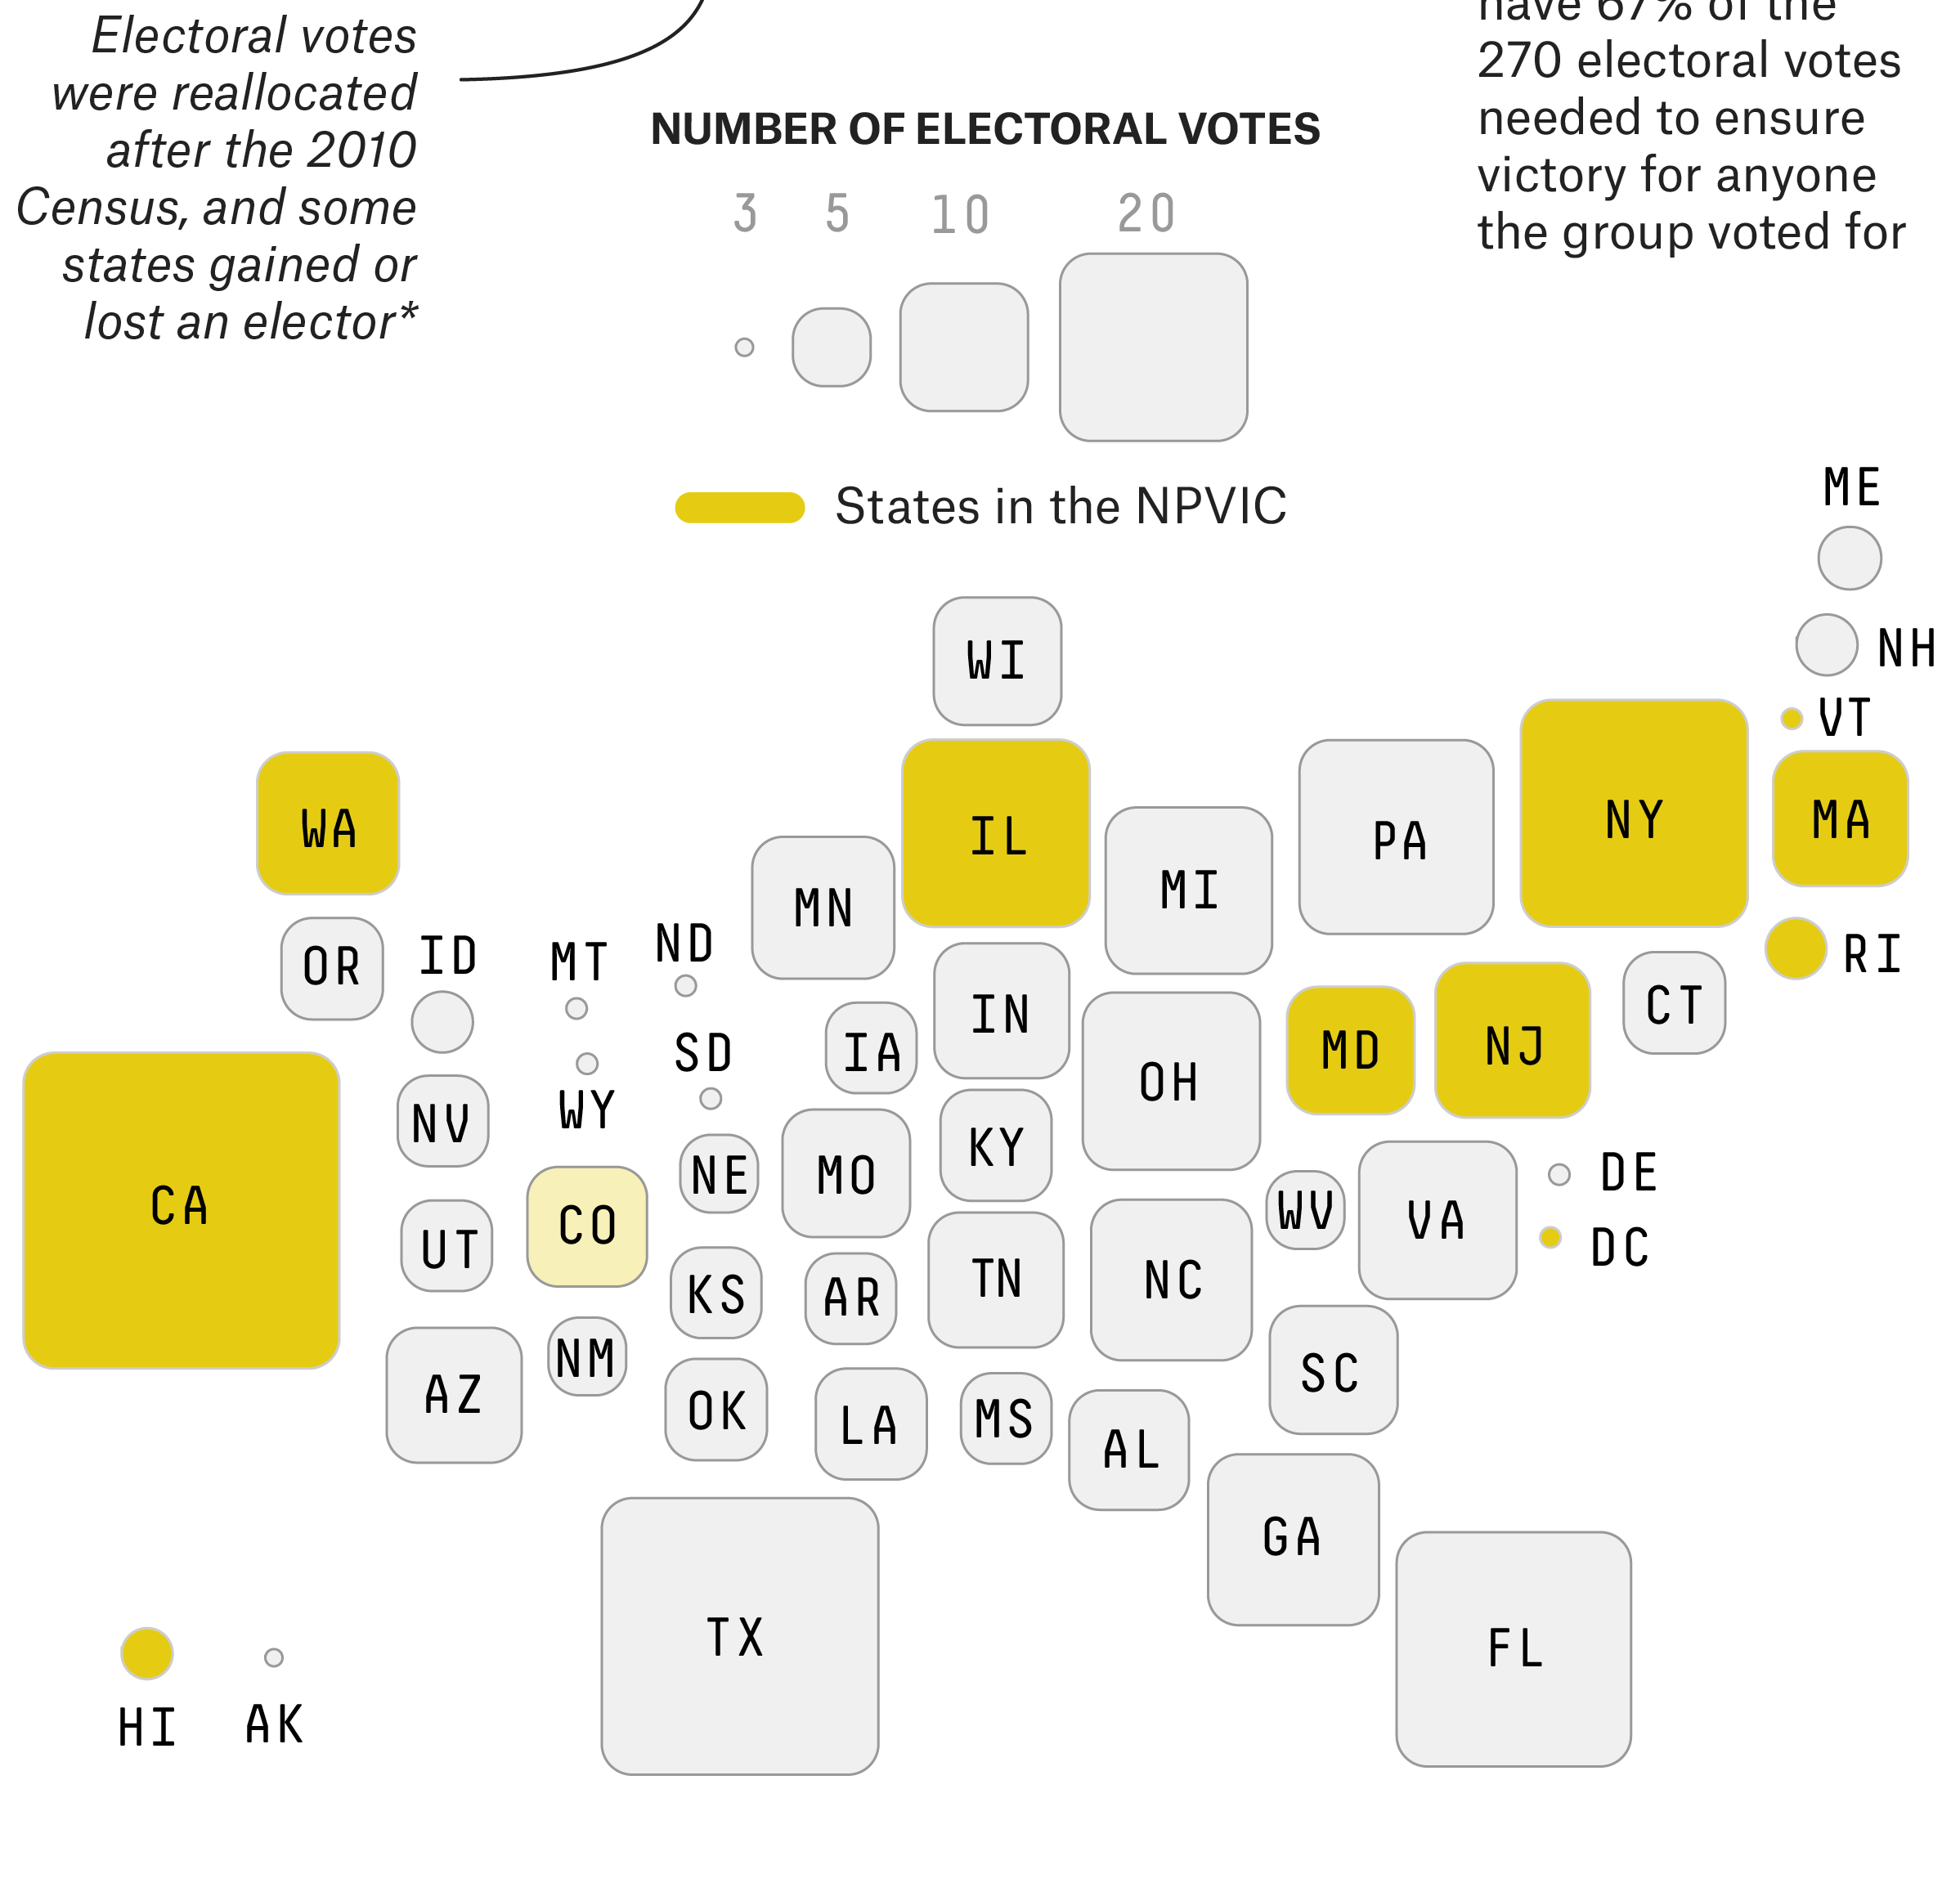 Electoral votes
were reallocated
after the 2010
Census, and some
states gained or
lost an elector*
have 67% of the
270 electoral votes
needed to ensure
victory for anyone
the group voted for
NUMBER OF ELECTORAL VOTES
3 5 10 20
States in the NPVIC
ME
NH
VT
WI
WA
IL
PA
NY
MA
MN
MI
OR
ID
MT
ND
RI
IN
CT
WY
SD
IA
MD
NJ
OH
NV
NE
MO
KY
DE
CA
UT
CO
WV
VA
DC
KS
AR
TN
NC
AZ
NM
OK
LA
MS
AL
SC
GA
TX
FL
HI
AK